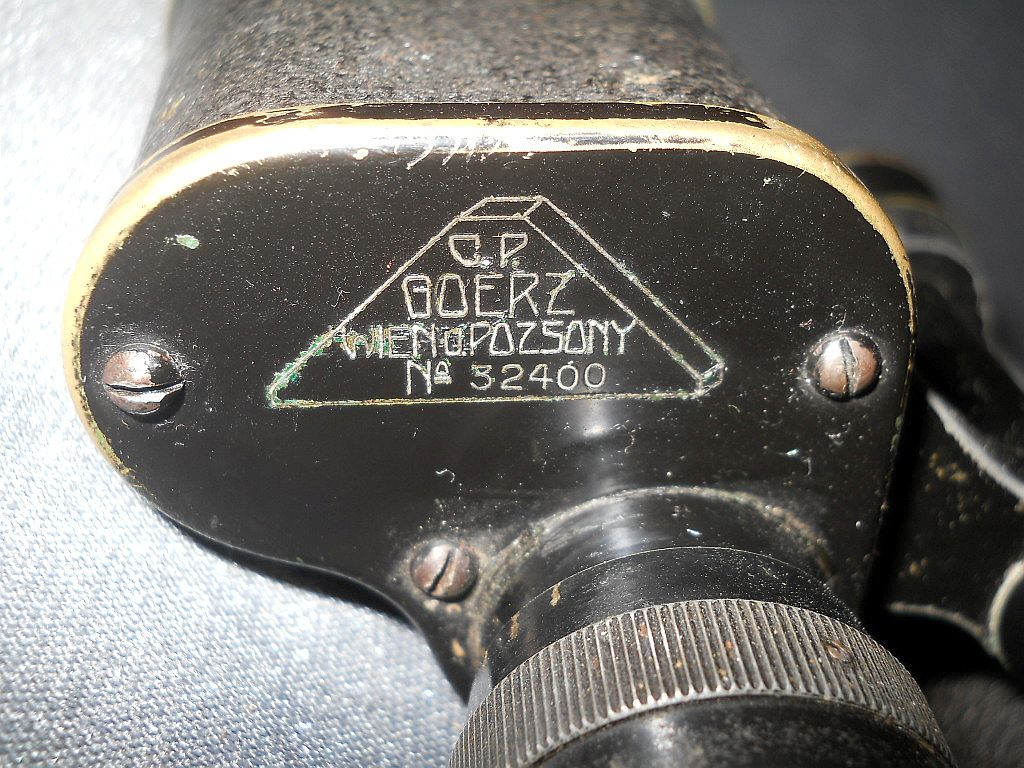 C.P.
GOERZ
WIEN U. POZSONY
Nº 32400